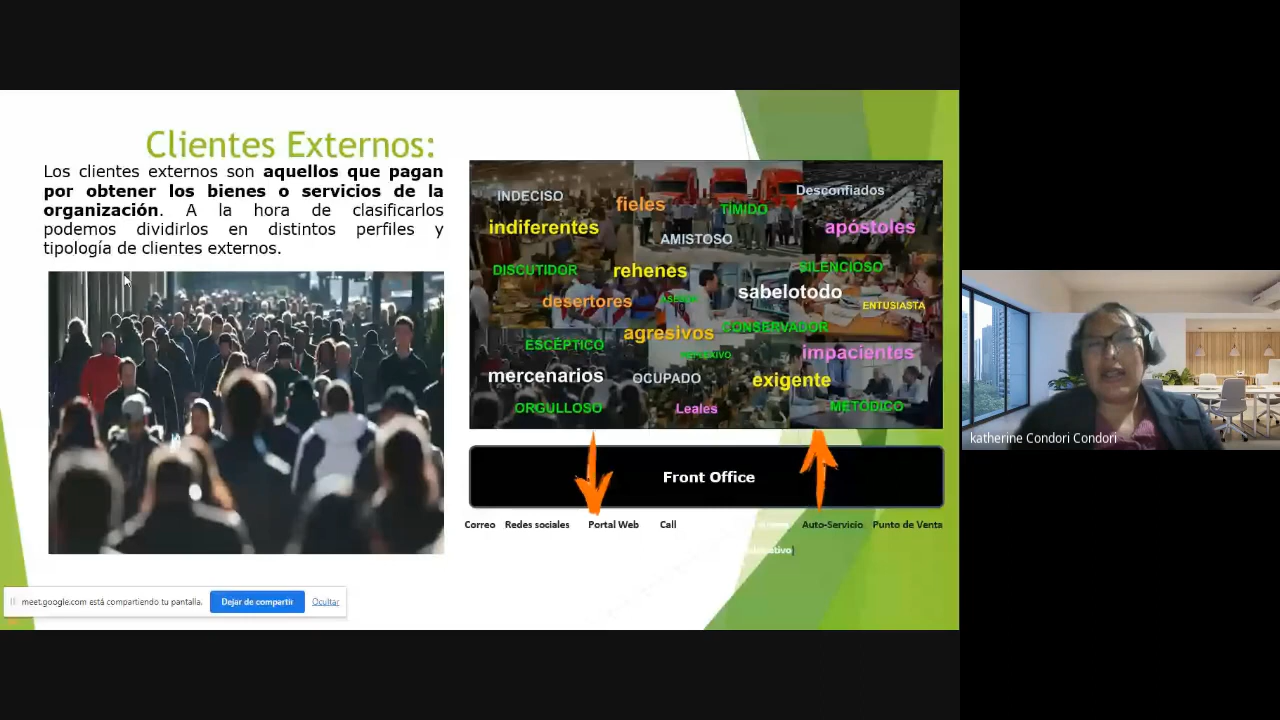 Clientes Externos:
Los clientes externos son aquellos que pagan
por obtener los bienes o servicios de la
organización. A la hora de clasificarlos
podemos dividirlos en distintos perfiles y
tipología de clientes externos.
INDECISO
fieles
TÍMIDO
Desconfiados
indiferentes
AMISTOSO
apóstoles
DISCUTIDOR
rehenes
SILENCIOSO
desertores
sabelotodo
ENTUSIASTA
agresivos
CONSERVADOR
ESCÉPTICO
impacientes
mercenarios
OCUPADO
exigente
ORGULLOSO
Leales
METÓDICO
Front Office
Correo
Redes sociales
Portal Web
Call
Auto-Servicio
Punto de Venta
meet.google.com está compartiendo tu pantalla.
Dejar de compartir
Ocultar
katherine Condori Condori